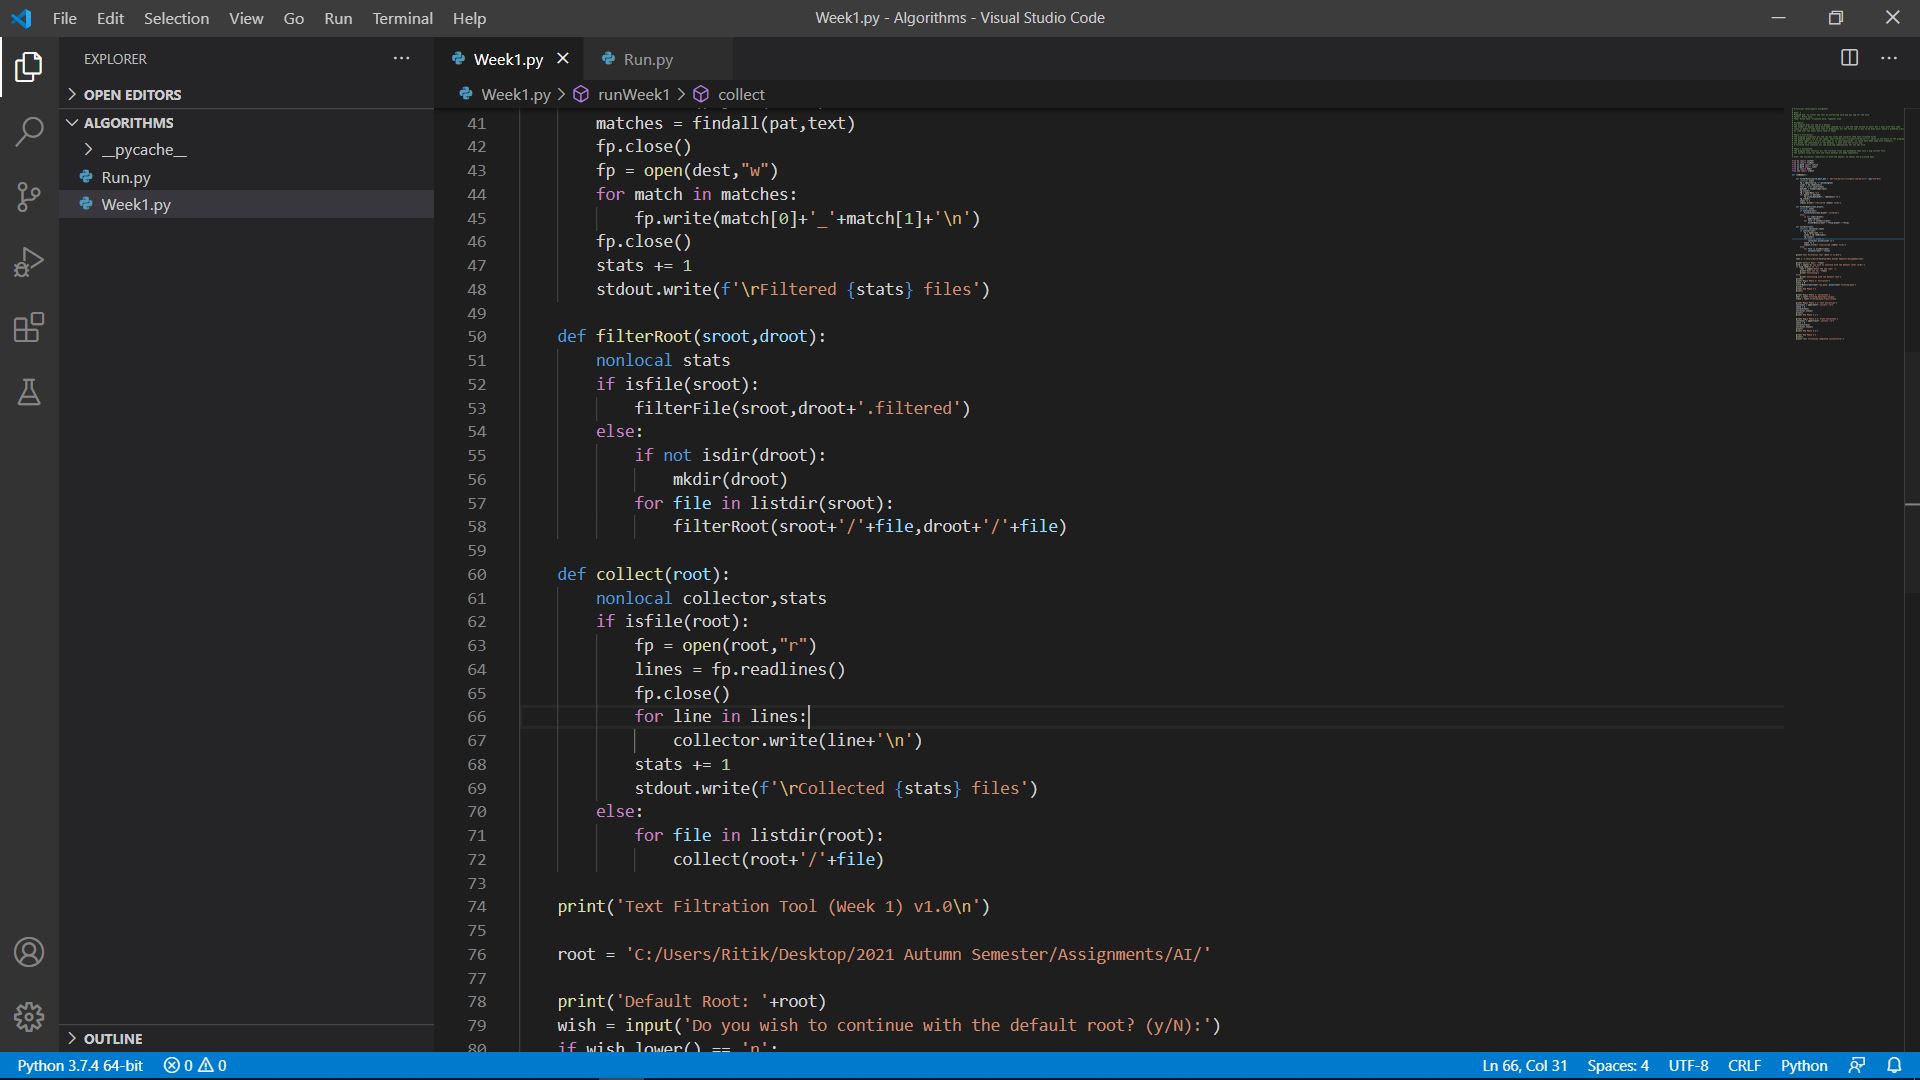 File Edit Selection View Go Run Terminal Help
Week1.py - Algorithms - Visual Studio Code
EXPLORER
OPEN EDITORS
ALGORITHMS
__pycache__
Run.py
Week1.py
OUTLINE
Week1.py
Run.py
Week1.py > runWeek1 > collect
41 matches = findall(pat,text)
42 fp.close()
43 fp = open(dest,"w")
44 for match in matches:
45 fp.write(match[0]+'_'+match[1]+'\n')
46 fp.close()
47 stats += 1
48 stdout.write(f'\rFiltered {stats} files')
49
50 def filterRoot(sroot,droot):
51 nonlocal stats
52 if isfile(sroot):
53 filterFile(sroot,droot+'.filtered')
54 else:
55 if not isdir(droot):
56 mkdir(droot)
57 for file in listdir(sroot):
58 filterRoot(sroot+'/'+file,droot+'/'+file)
59
60 def collect(root):
61 nonlocal collector,stats
62 if isfile(root):
63 fp = open(root,"r")
64 lines = fp.readlines()
65 fp.close()
66 for line in lines:
67 collector.write(line+'\n')
68 stats += 1
69 stdout.write(f'\rCollected {stats} files')
70 else:
71 for file in listdir(root):
72 collect(root+'/'+file)
73
74 print('Text Filtration Tool (Week 1) v1.0\n')
75
76 root = 'C:/Users/Ritik/Desktop/2021 Autumn Semester/Assignments/AI/'
77
78 print('Default Root: '+root)
79 wish = input('Do you wish to continue with the default root? (y/N):')
80 if wish.lower() == 'n':
Python 3.7.4 64-bit 0 0
Ln 66, Col 31 Spaces: 4 UTF-8 CRLF Python